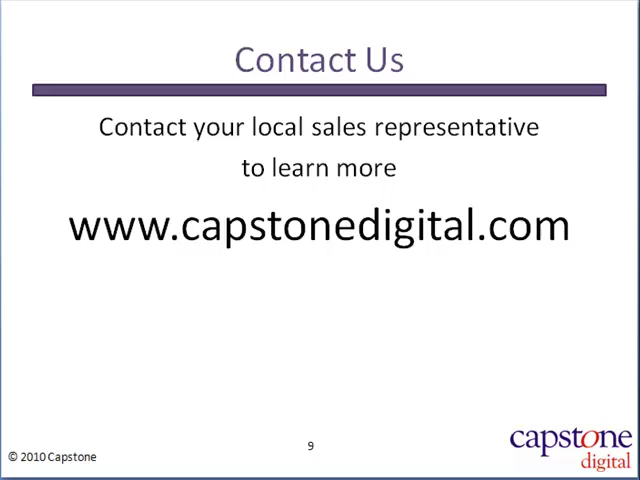 Contact Us
Contact your local sales representative
to learn more
www.capstonedigital.com
9
© 2010 Capstone
capstone
digital